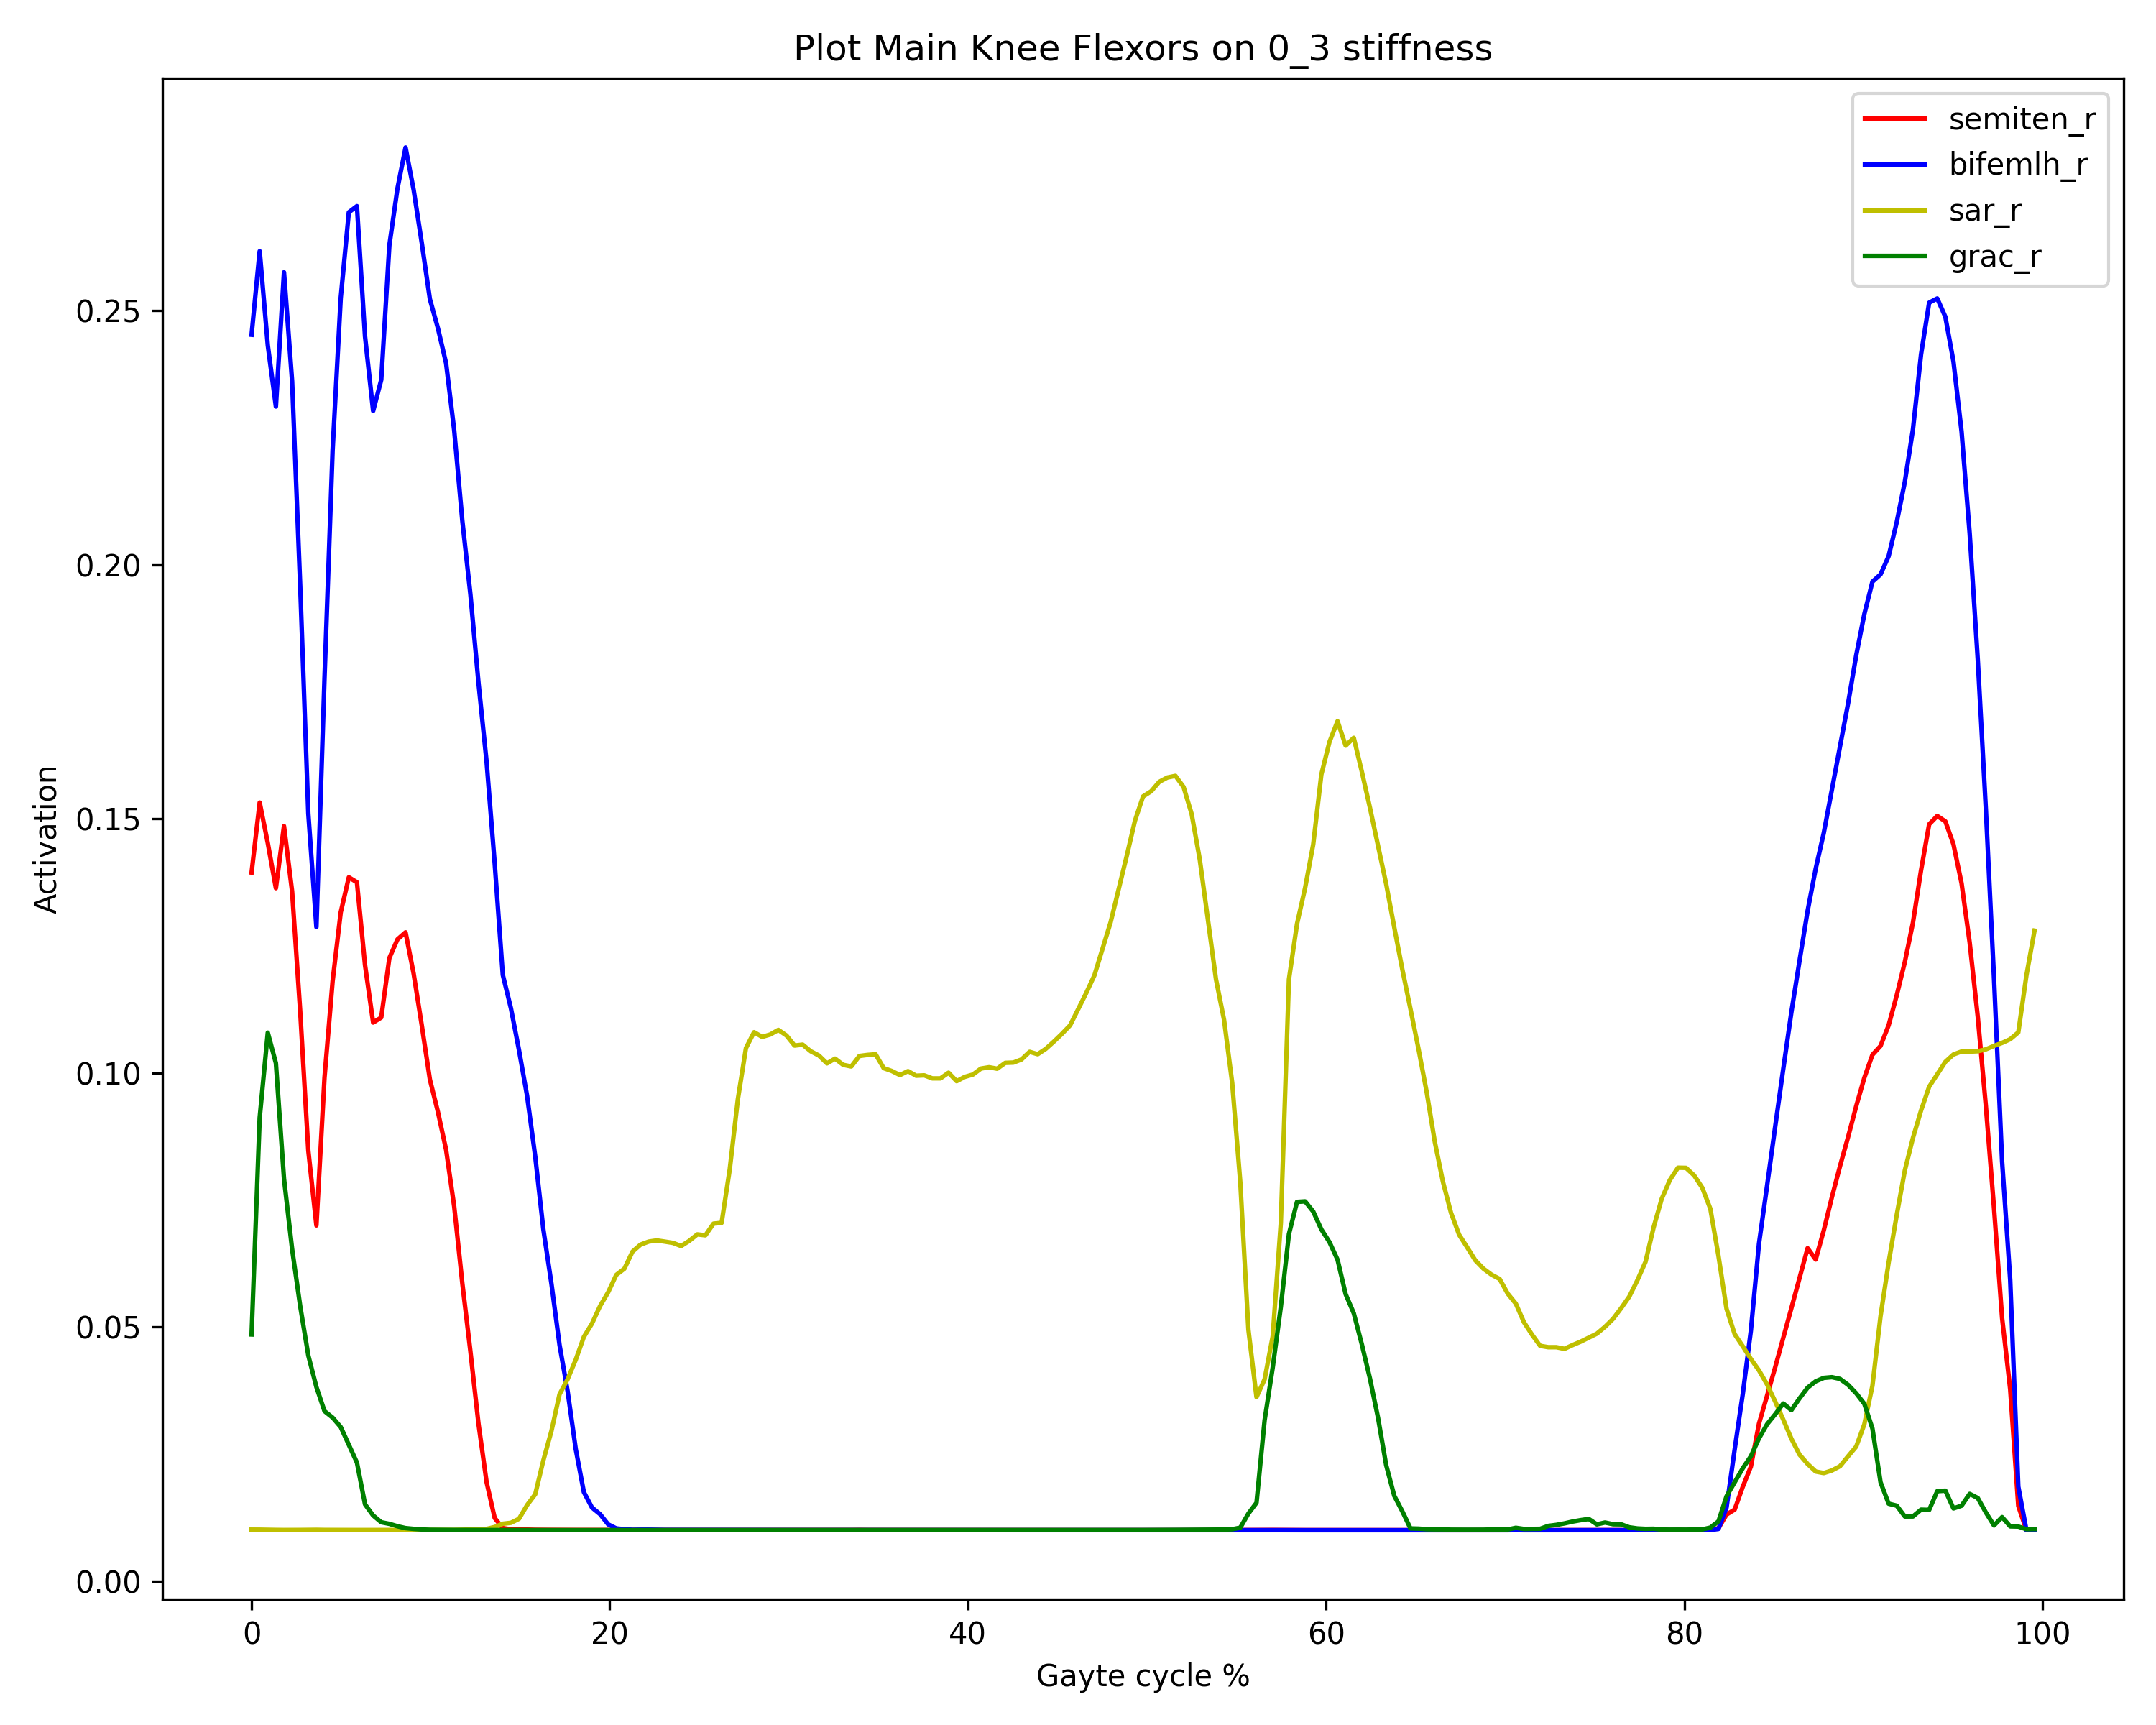 Plot Main Knee Flexors on 0_3 stiffness
semiten_r
bifemlh_r
sar_r
grac_r
Activation
0.25
0.20
0.15
0.10
0.05
0.00
0 20 40 60 80 100
Gayte cycle %